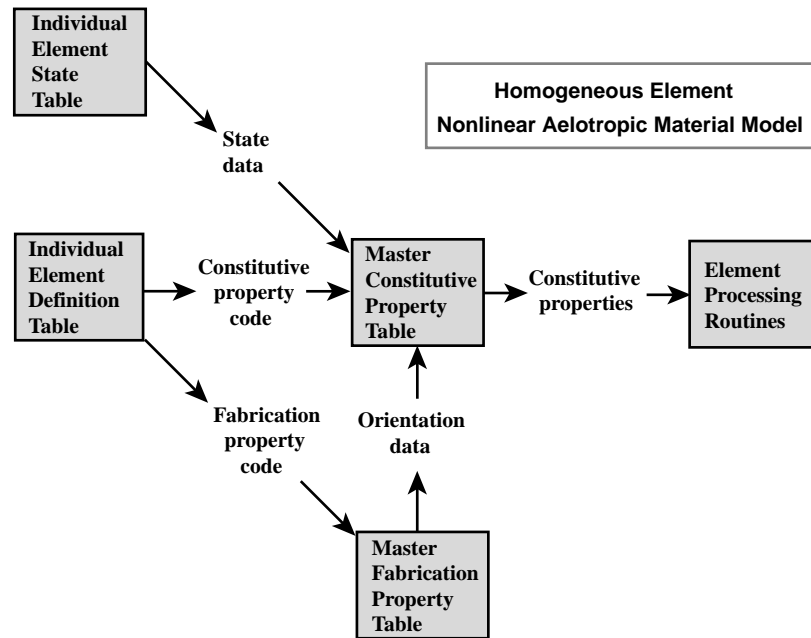 Individual
Element
State
Table
Homogeneous Element
Nonlinear Aelotropic Material Model
State
data
Individual
Element
Definition
Table
Constitutive
property
code
Master
Constitutive
Property
Table
Constitutive
properties
Element
Processing
Routines
Fabrication
property
code
Orientation
data
Master
Fabrication
Property
Table